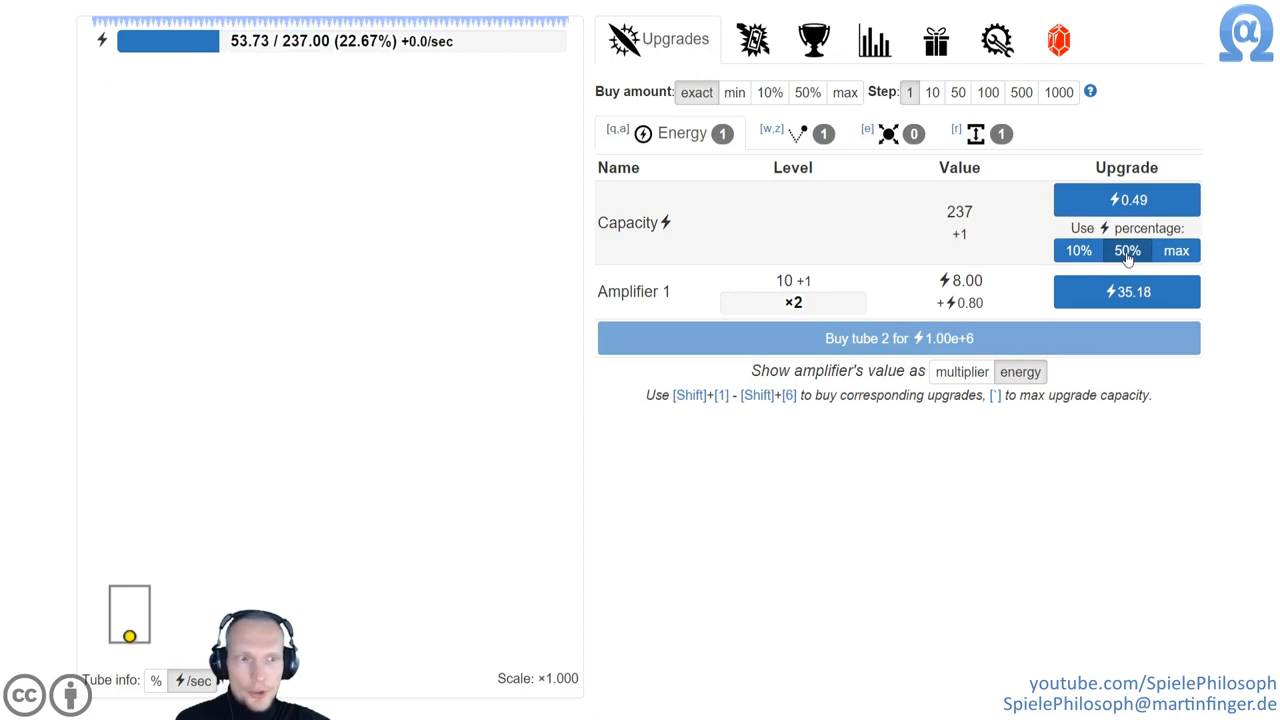 53.73 / 237.00 (22.67%) +0.0/sec
Upgrades
Buy amount: exact min 10% 50% max Step: 1 10 50 100 500 1000 ?
[q,a] Energy 1 [w,z] 1 [e] 0 [r] 1
Name Level Value Upgrade
Capacity 237 +1 0.49
Use percentage:
10% 50% max
Amplifier 1 10 +1 8.00 35.18
×2 +0.80
Buy tube 2 for 1.00e+6
Show amplifier's value as multiplier energy
Use [Shift]+[1] - [Shift]+[6] to buy corresponding upgrades, [`] to max upgrade capacity.
Tube info: % /sec
Scale: ×1.000
cc
α
Ω
youtube.com/SpielePhilosoph
SpielePhilosoph@martinfinger.de